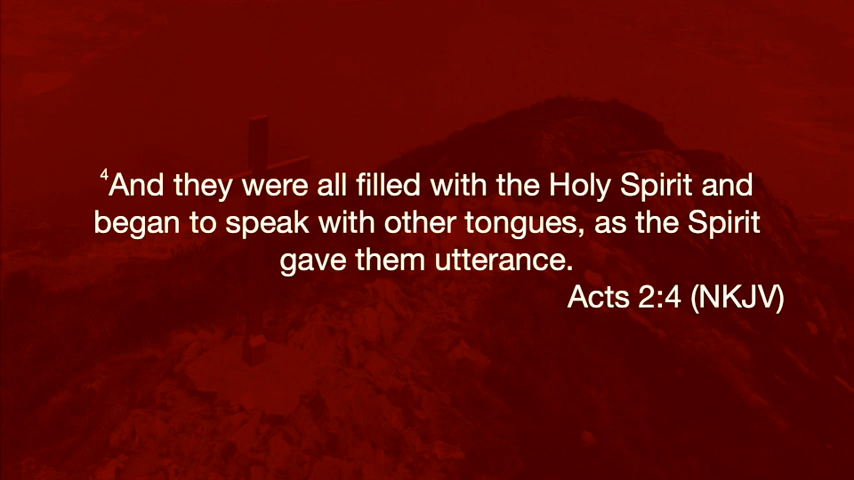 ⁴And they were all filled with the Holy Spirit and
began to speak with other tongues, as the Spirit
gave them utterance.
Acts 2:4 (NKJV)